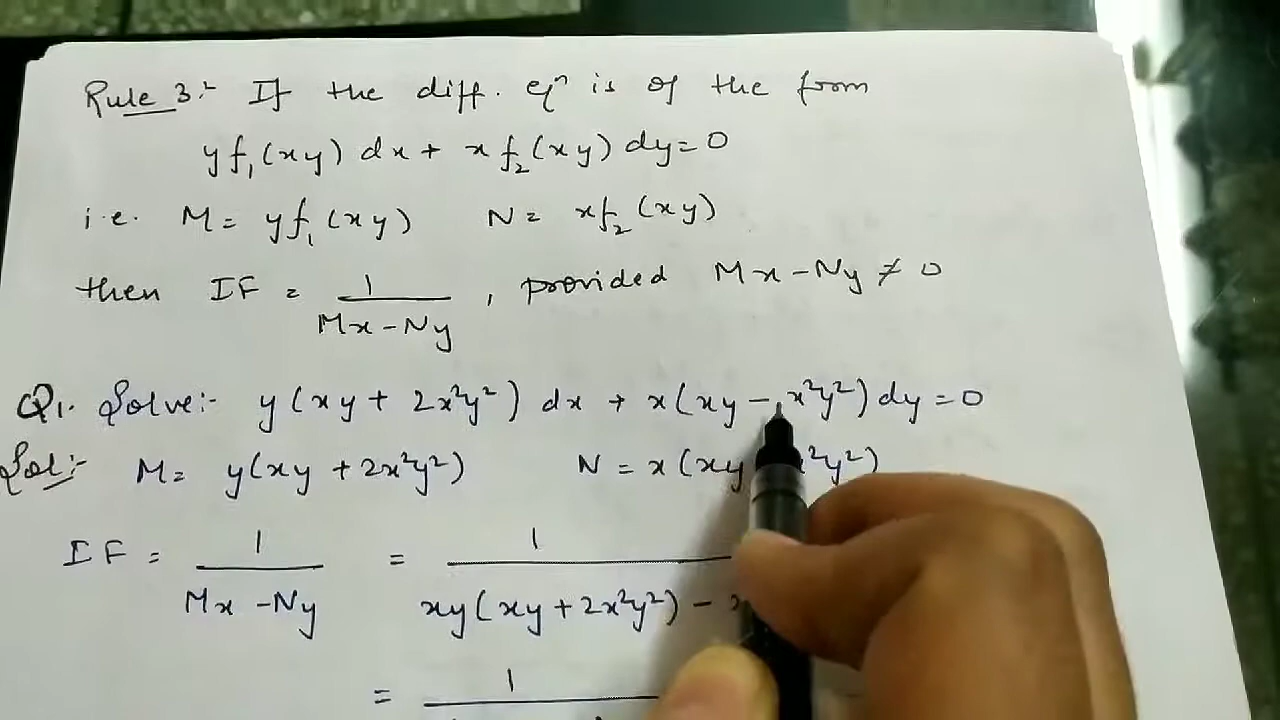 Rule 3:- If the diff. eqⁿ is of the form
yf₁(xy) dx + xf₂(xy) dy = 0
i.e. M = yf₁(xy) N = xf₂(xy)
then IF = 1/(Mx-Ny), provided Mx-Ny ≠ 0
Q1. Solve:- y(xy + 2x²y²) dx + x(xy - x²y²) dy = 0
Sol:- M = y(xy + 2x²y²) N = x(xy x²y²)
IF = 1/(Mx-Ny) = 1/(xy(xy + 2x²y²) -
= 1